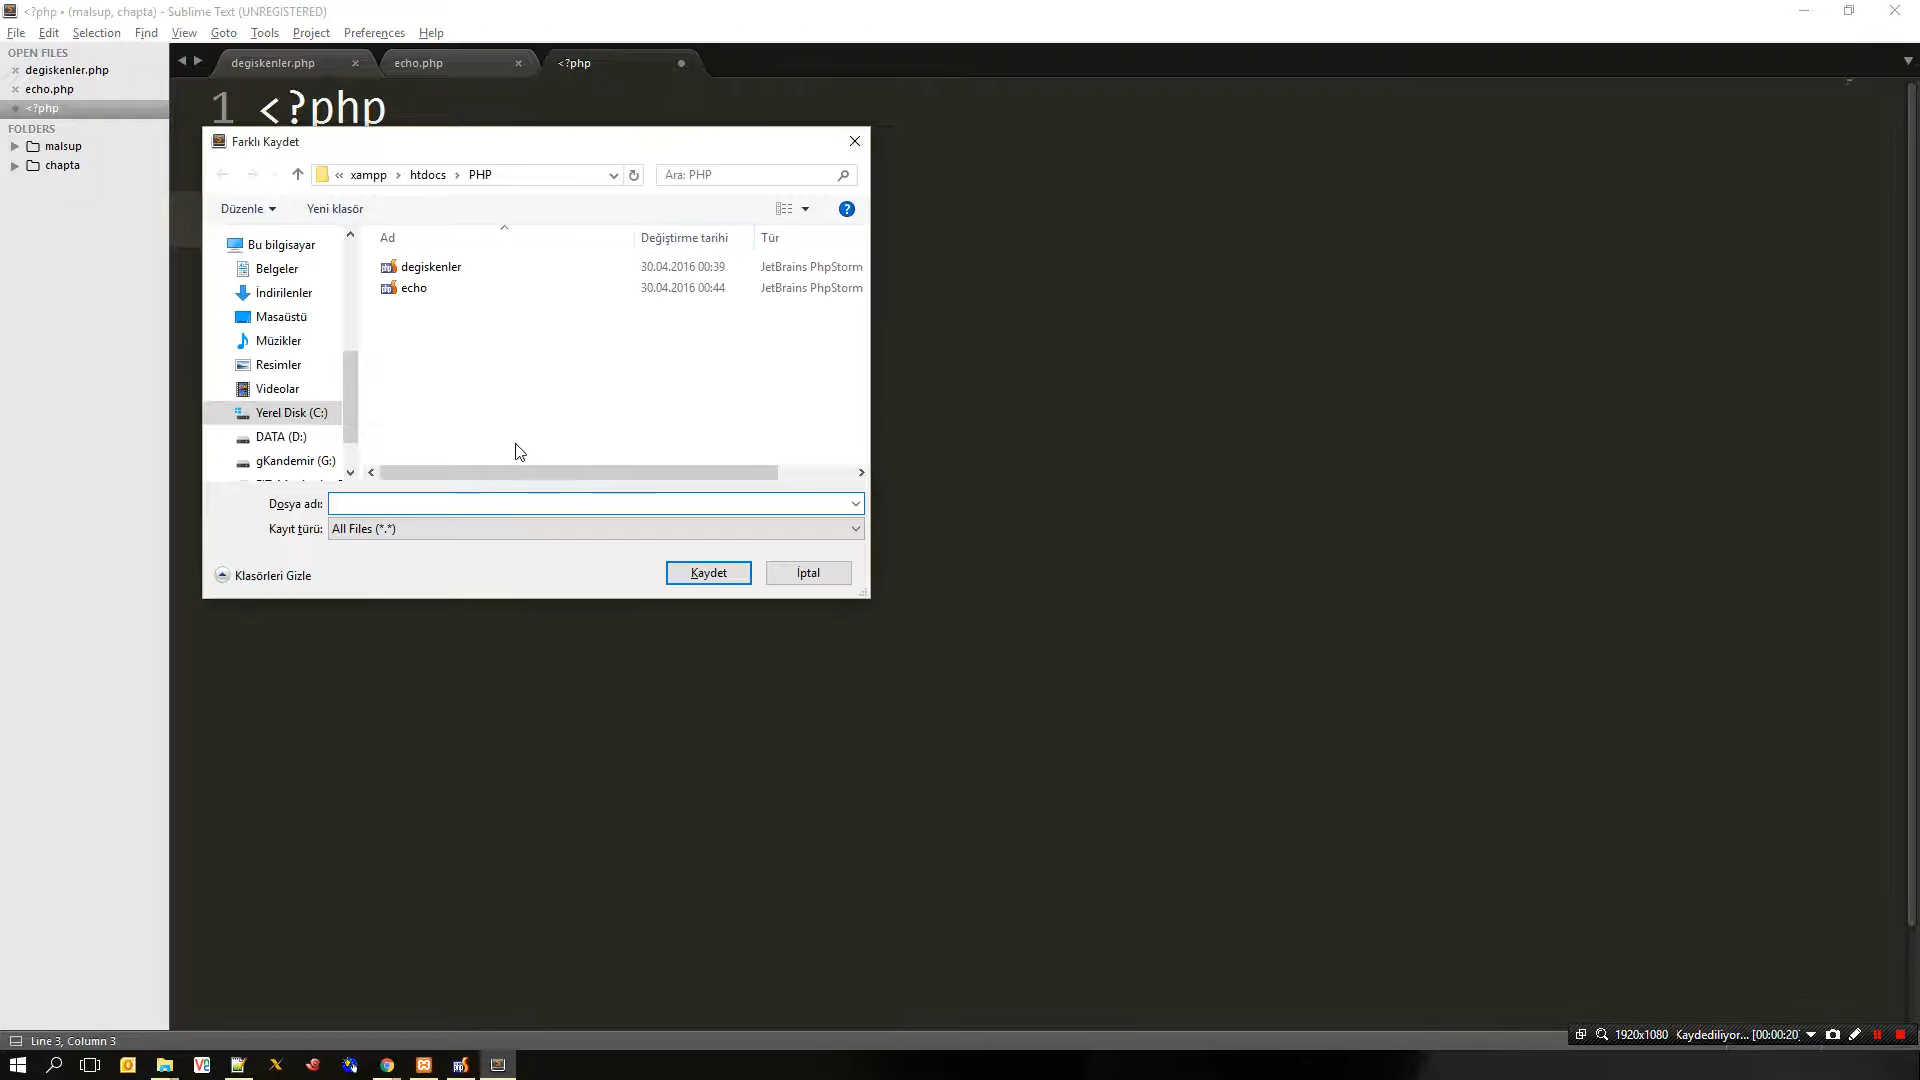 <?php • (malsup, chapta) - Sublime Text (UNREGISTERED)
File Edit Selection Find View Goto Tools Project Preferences Help
OPEN FILES
degiskenler.php
echo.php
<?php
FOLDERS
malsup
chapta
degiskenler.php echo.php <?php
1 <?php
Farklı Kaydet
« xampp › htdocs › PHP
Ara: PHP
Düzenle Yeni klasör
Bu bilgisayar
Belgeler
İndirilenler
Masaüstü
Müzikler
Resimler
Videolar
Yerel Disk (C:)
DATA (D:)
gKandemir (G:)
Ad Değiştirme tarihi Tür
degiskenler 30.04.2016 00:39 JetBrains PhpStorm
echo 30.04.2016 00:44 JetBrains PhpStorm
Dosya adı:
Kayıt türü: All Files (*.*)
Klasörleri Gizle Kaydet İptal
Line 3, Column 3
1920x1080 Kaydediliyor... [00:00:20]